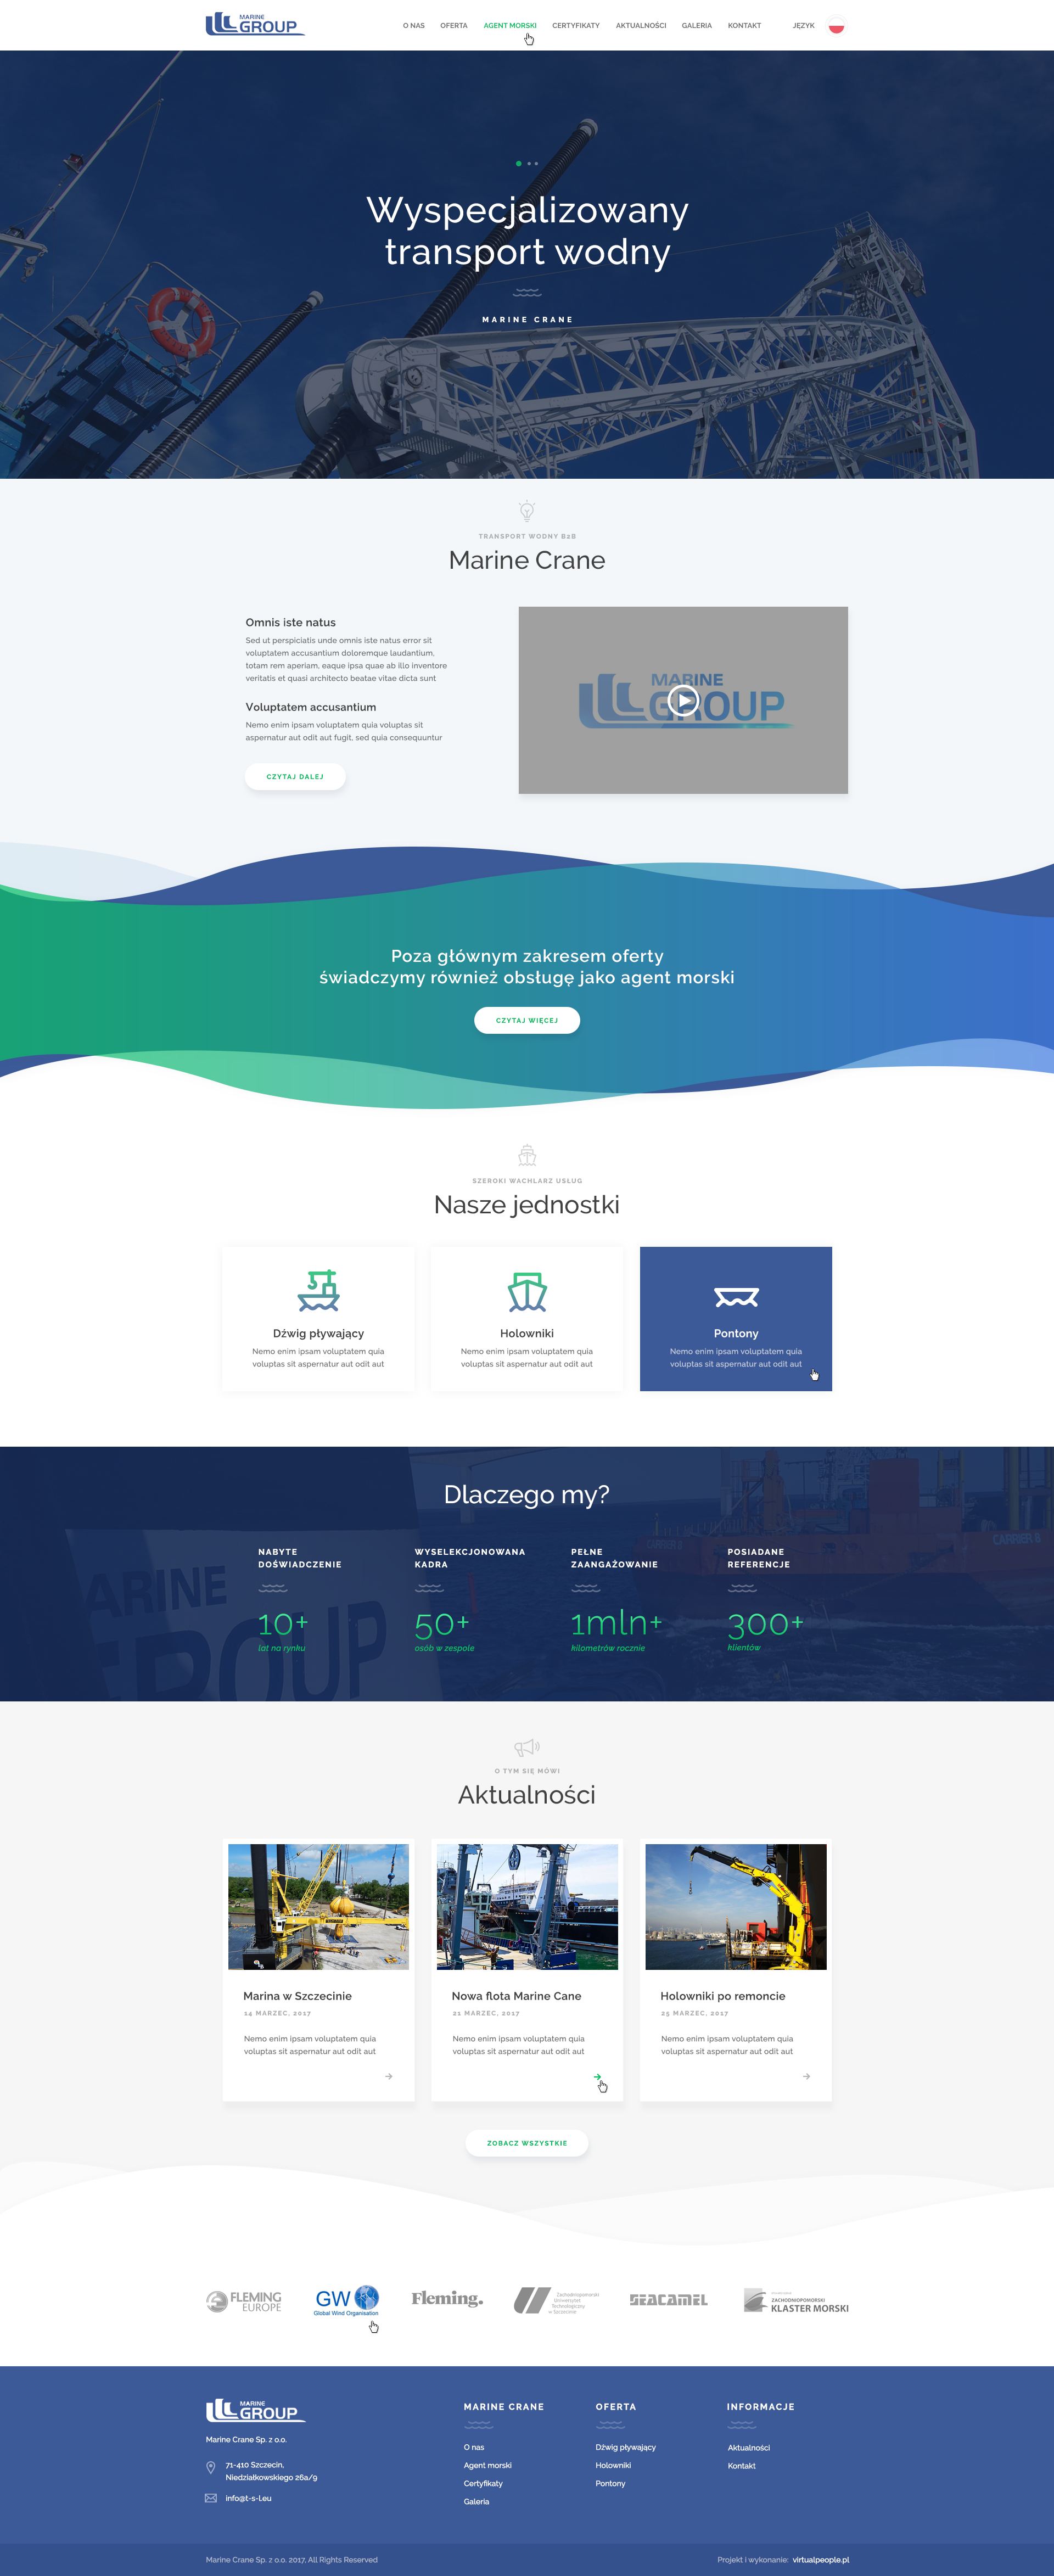 MARINE
GROUP
O NAS
OFERTA
AGENT MORSKI
CERTYFIKATY
AKTUALNOŚCI
GALERIA
KONTAKT
JĘZYK
Wyspecjalizowany
transport wodny
MARINE CRANE
TRANSPORT WODNY B2B
Marine Crane
Omnis iste natus
Sed ut perspiciatis unde omnis iste natus error sit
voluptatem accusantium doloremque laudantium,
totam rem aperiam, eaque ipsa quae ab illo inventore
veritatis et quasi architecto beatae vitae dicta sunt
Voluptatem accusantium
Nemo enim ipsam voluptatem quia voluptas sit
aspernatur aut odit aut fugit, sed quia consequuntur
CZYTAJ DALEJ
MARINE
GROUP
Poza głównym zakresem oferty
świadczymy również obsługę jako agent morski
CZYTAJ WIĘCEJ
SZEROKI WACHLARZ USŁUG
Nasze jednostki
Dźwig pływający
Nemo enim ipsam voluptatem quia
voluptas sit aspernatur aut odit aut
Holowniki
Nemo enim ipsam voluptatem quia
voluptas sit aspernatur aut odit aut
Pontony
Nemo enim ipsam voluptatem quia
voluptas sit aspernatur aut odit aut
Dlaczego my?
NABYTE
DOŚWIADCZENIE
10+
lat na rynku
WYSELEKCJONOWANA
KADRA
50+
osób w zespole
PEŁNE
ZAANGAŻOWANIE
1mln+
kilometrów rocznie
POSIADANE
REFERENCJE
300+
klientów
ARINE
ROUP
CARRIER 5
CARRIER 8
O TYM SIĘ MÓWI
Aktualności
Marina w Szczecinie
14 MARZEC, 2017
Nemo enim ipsam voluptatem quia
voluptas sit aspernatur aut odit aut
Nowa flota Marine Cane
21 MARZEC, 2017
Nemo enim ipsam voluptatem quia
voluptas sit aspernatur aut odit aut
Holowniki po remoncie
25 MARZEC, 2017
Nemo enim ipsam voluptatem quia
voluptas sit aspernatur aut odit aut
ZOBACZ WSZYSTKIE
FLEMING
EUROPE
GW
Global Wind Organisation
Fleming.
Zachodniopomorski
Uniwersytet
Technologiczny
w Szczecinie
SEACAMEL
ZACHODNIOPOMORSKI
KLASTER MORSKI
MARINE
GROUP
Marine Crane Sp. z o.o.
71-410 Szczecin,
Niedziałkowskiego 26a/9
info@t-s-l.eu
MARINE CRANE
O nas
Agent morski
Certyfikaty
Galeria
OFERTA
Dźwig pływający
Holowniki
Pontony
INFORMACJE
Aktualności
Kontakt
Marine Crane Sp. z o.o. 2017, All Rights Reserved
Projekt i wykonanie: virtualpeople.pl